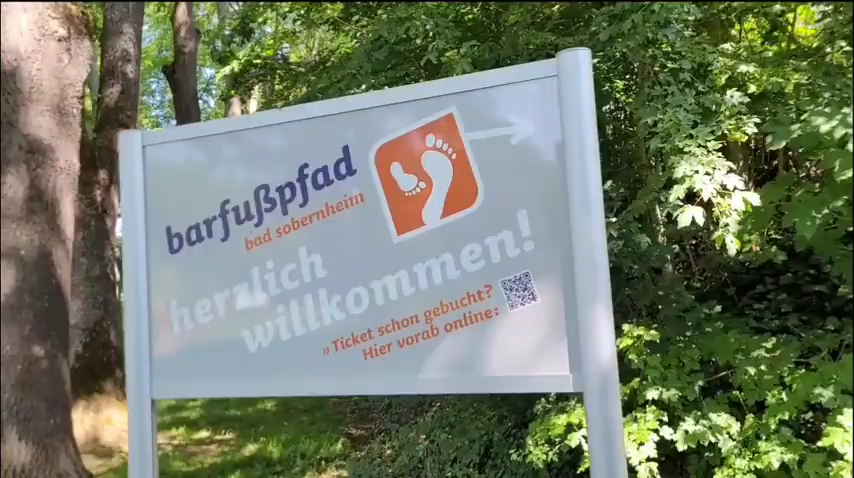 barfußpfad
bad sobernheim
herzlich
willkommen!
» Ticket schon gebucht?
Hier vorab online: